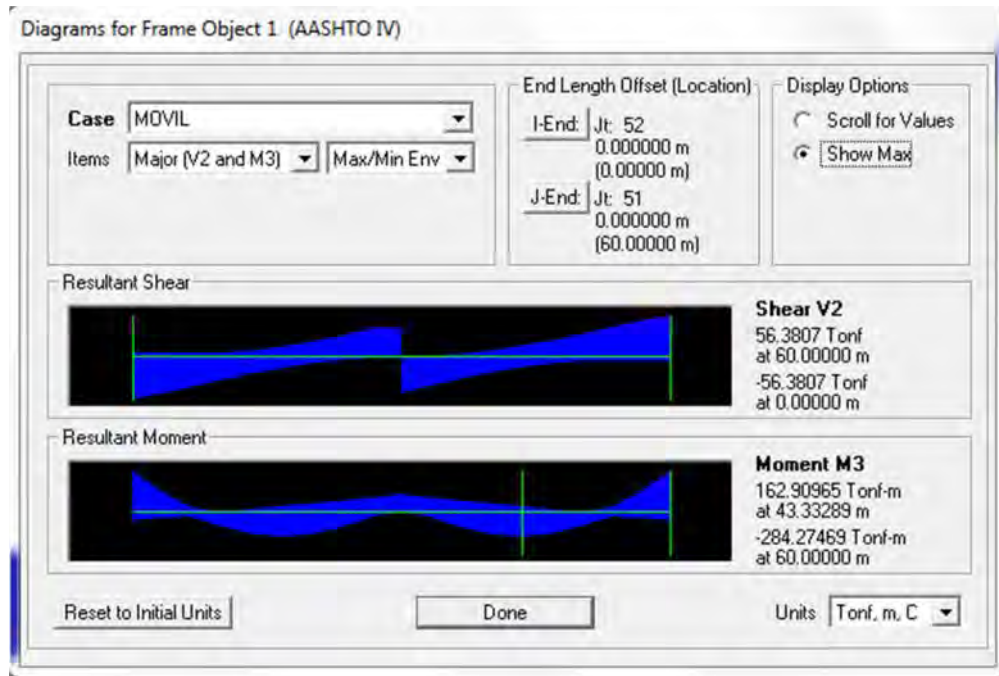 Diagrams for Frame Object 1 (AASHTO IV)
Case MOVIL
Items Major (V2 and M3) Max/Min Env
End Length Offset (Location)
I-End: Jt: 52
0.000000 m
(0.00000 m)
J-End: Jt: 51
0.000000 m
(60.00000 m)
Display Options
Scroll for Values
Show Max
Resultant Shear
Shear V2
56.3807 Tonf
at 60.00000 m
-56.3807 Tonf
at 0.00000 m
Resultant Moment
Moment M3
162.90965 Tonf-m
at 43.33289 m
-284.27469 Tonf-m
at 60.00000 m
Reset to Initial Units
Done
Units Tonf, m, C